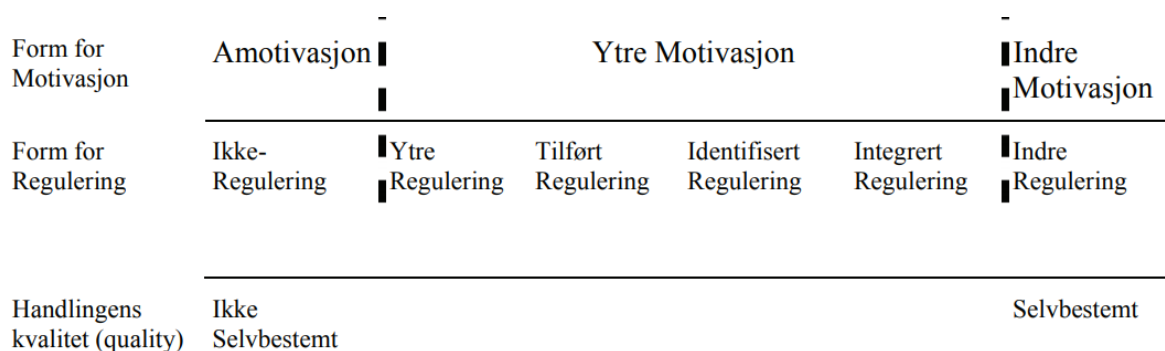 Form for Motivasjon
Amotivasjon
Ytre Motivasjon
Indre Motivasjon
Form for Regulering
Ikke-Regulering
Ytre Regulering
Tilført Regulering
Identifisert Regulering
Integrert Regulering
Indre Regulering
Handlingens kvalitet (quality)
Ikke Selvbestemt
Selvbestemt